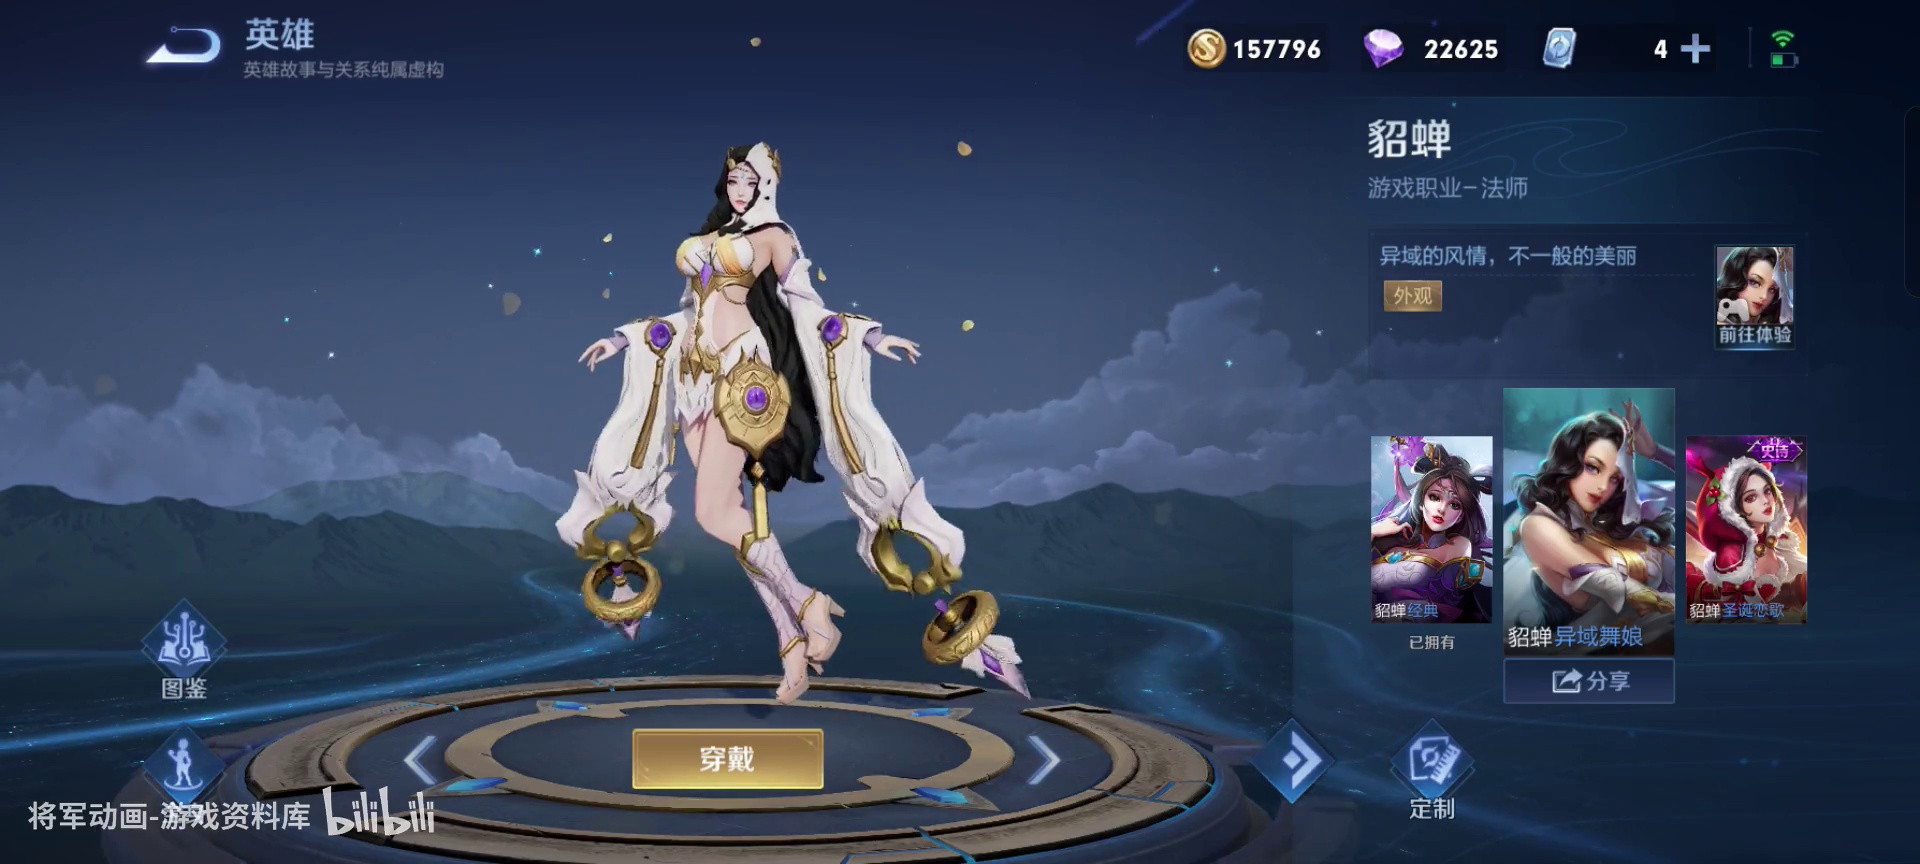 英雄
英雄故事与关系纯属虚构
157796
22625
4
貂蝉
游戏职业-法师
异域的风情，不一般的美丽
外观
前往体验
史诗
貂蝉经典
貂蝉异域舞娘
貂蝉圣诞恋歌
已拥有
分享
图鉴
穿戴
定制
将军动画-游戏资料库 bilibili